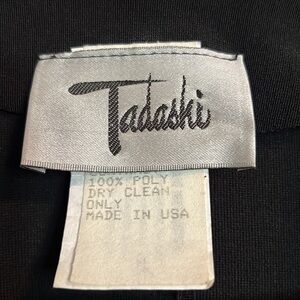 Tadashi
100% POLY
DRY CLEAN
ONLY
MADE IN USA